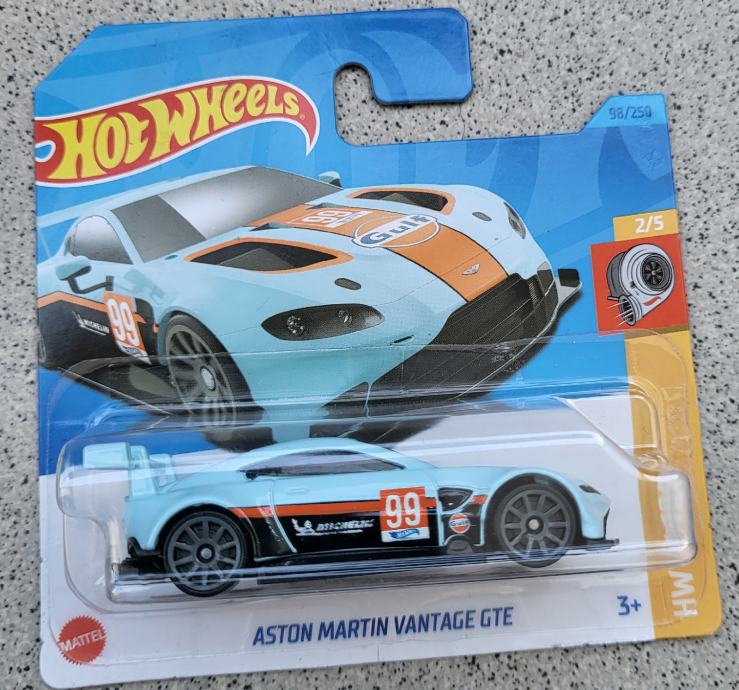 HOT WHEELS
98/250
2/5
99
Gulf
99
MICHELIN
99
MICHELIN
Gulf
ASTON MARTIN VANTAGE GTE
3+
MATTEL
HW